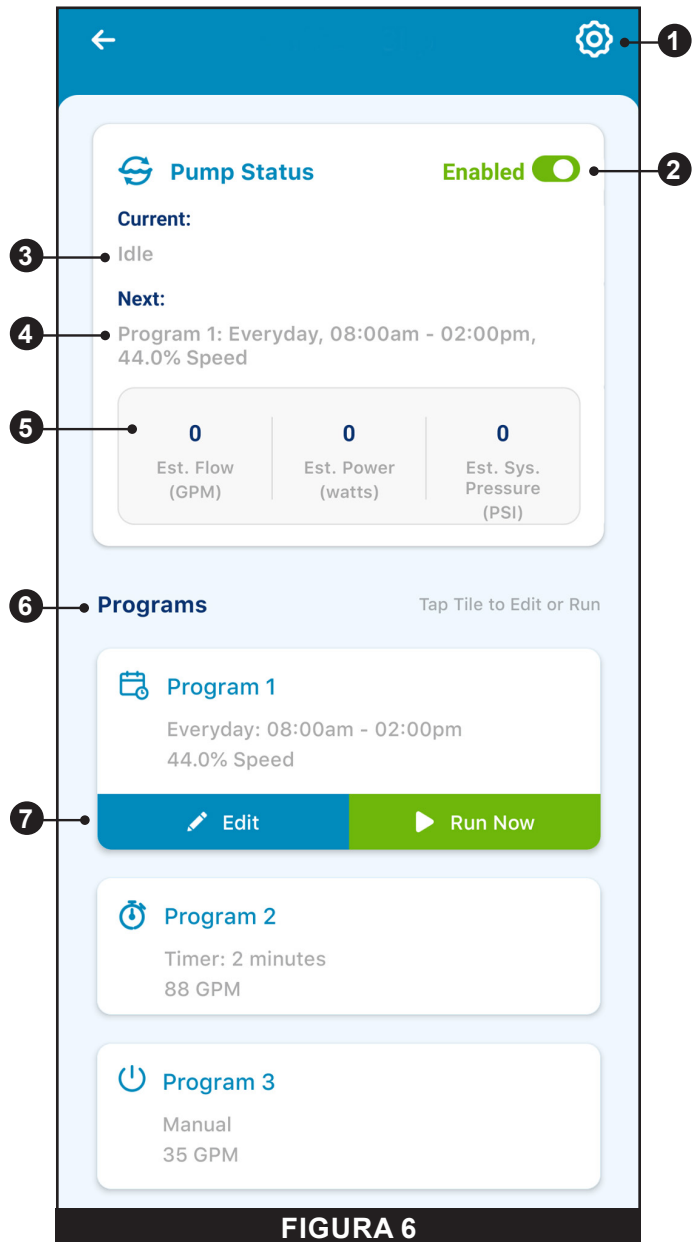 1
Pump Status
Enabled
2
Current:
3
Idle
Next:
4
Program 1: Everyday, 08:00am - 02:00pm,
44.0% Speed
5
0
Est. Flow
(GPM)
0
Est. Power
(watts)
0
Est. Sys.
Pressure
(PSI)
6
Programs
Tap Tile to Edit or Run
Program 1
Everyday: 08:00am - 02:00pm
44.0% Speed
7
Edit
Run Now
Program 2
Timer: 2 minutes
88 GPM
Program 3
Manual
35 GPM
FIGURA 6